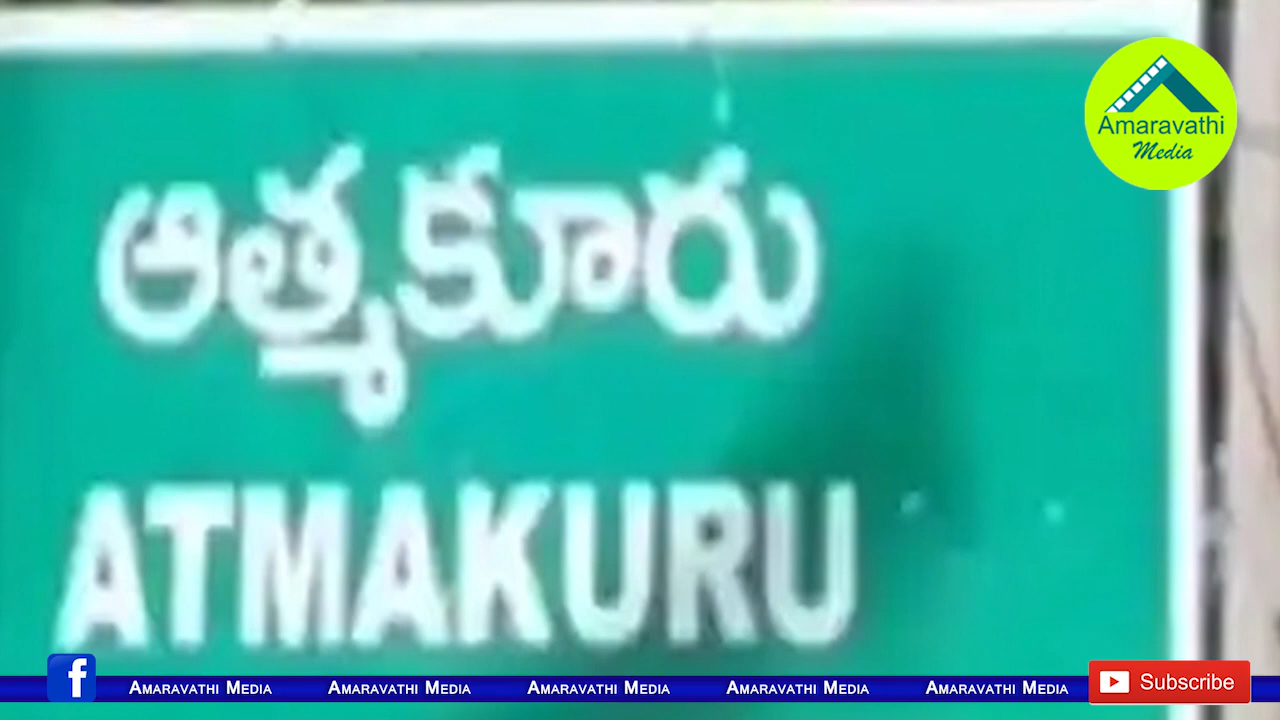 ఆత్మకూరు
ATMAKURU
Amaravathi
Media
AMARAVATHI MEDIA AMARAVATHI MEDIA AMARAVATHI MEDIA AMARAVATHI MEDIA AMARAVATHI MEDIA
Subscribe